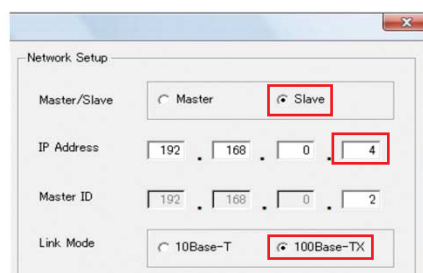 Network Setup
Master/Slave Master Slave
IP Address 192 . 168 . 0 . 4
Master ID 192 . 168 . 0 . 2
Link Mode 10Base-T 100Base-TX